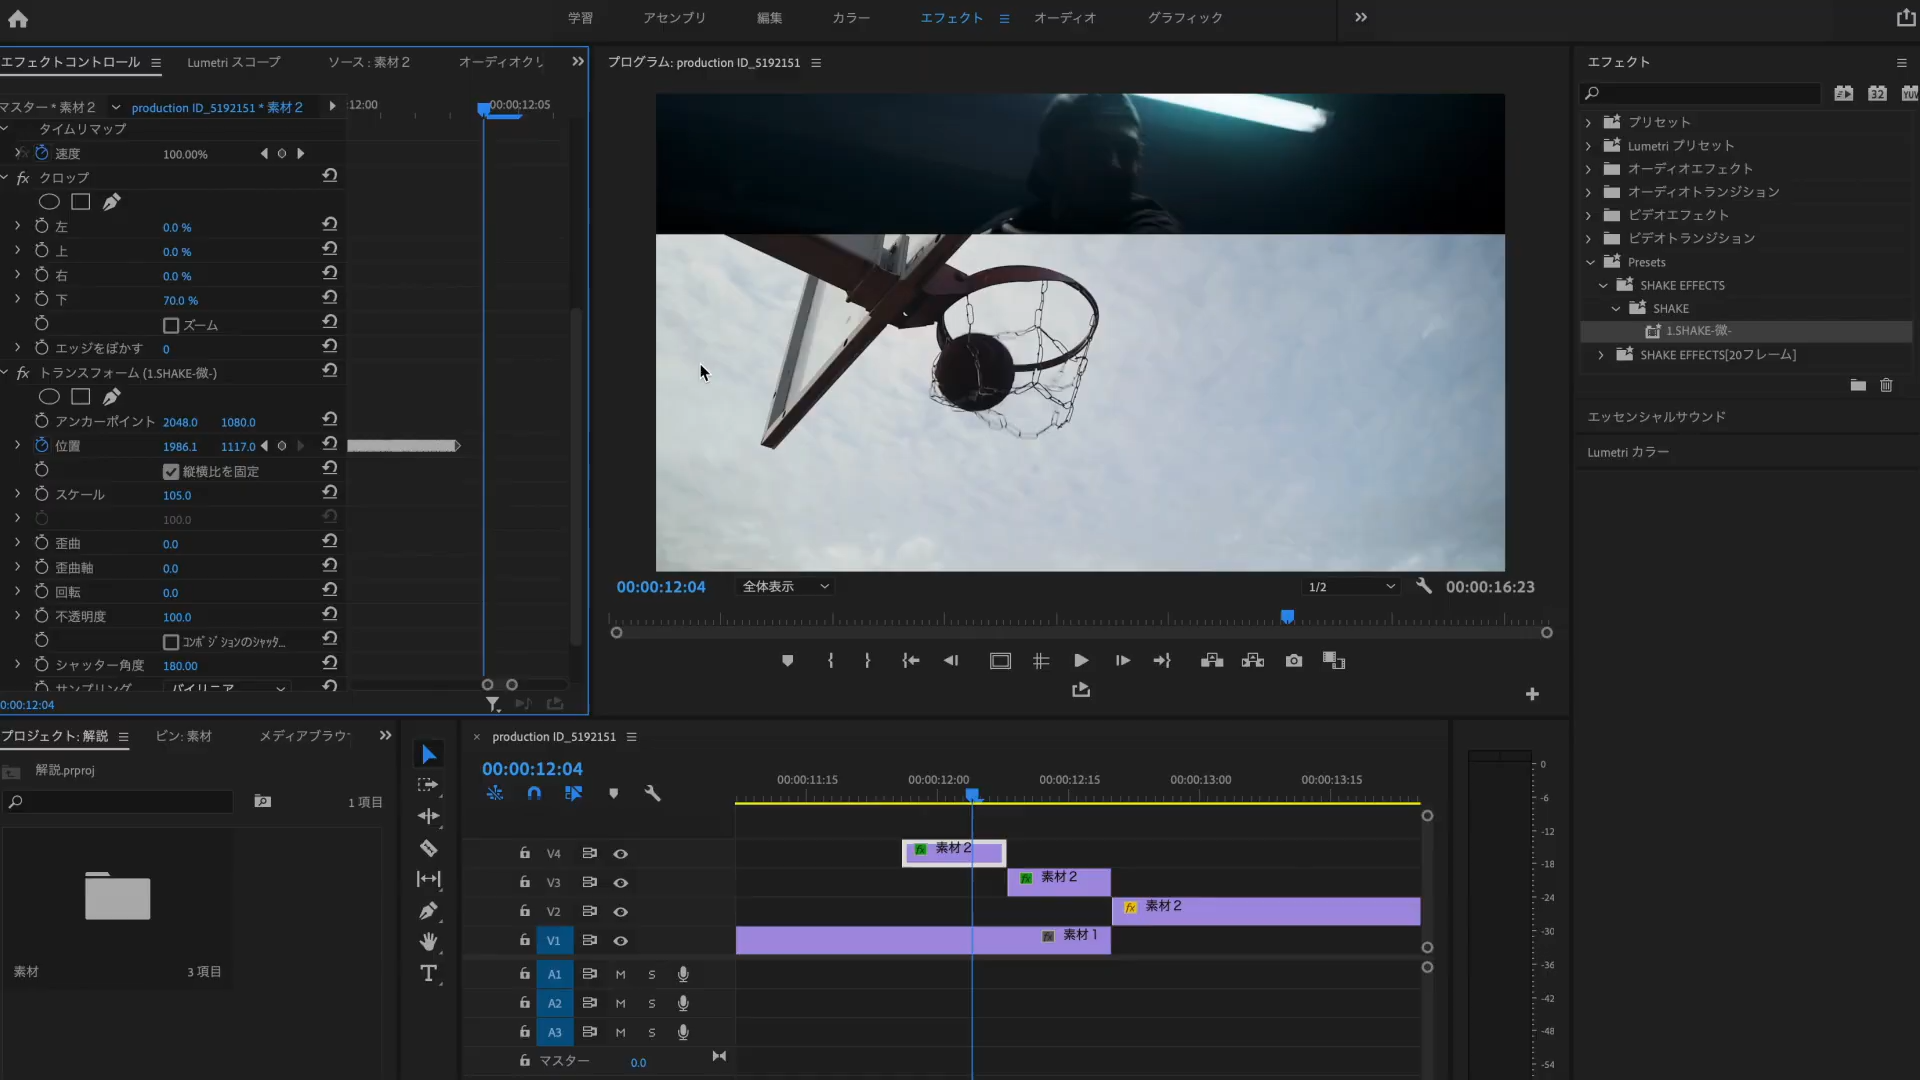 学習 アセンブリ 編集 カラー エフェクト オーディオ グラフィック
エフェクトコントロール Lumetri スコープ ソース : 素材 2 オーディオクリ
マスター * 素材 2 production ID_5192151 * 素材 2 :12:00 00:00:12:05
タイムリマップ
速度 100.00%
fx クロップ
左 0.0 %
上 0.0 %
右 0.0 %
下 70.0 %
ズーム
エッジをぼかす 0
fx トランスフォーム (1.SHAKE-微-)
アンカーポイント 2048.0 1080.0
位置 1986.1 1117.0
縦横比を固定
スケール 105.0
100.0
歪曲 0.0
歪曲軸 0.0
回転 0.0
不透明度 100.0
コンポジションのシャッタ...
シャッター角度 180.00
サンプリング バイリニア
0:00:12:04
プログラム: production ID_5192151
00:00:12:04 全体表示 1/2 00:00:16:23
エフェクト
32 YUV
プリセット
Lumetri プリセット
オーディオエフェクト
オーディオトランジション
ビデオエフェクト
ビデオトランジション
Presets
SHAKE EFFECTS
SHAKE
1.SHAKE-微-
SHAKE EFFECTS[20フレーム]
エッセンシャルサウンド
Lumetri カラー
プロジェクト: 解説 ビン: 素材 メディアブラウ
解説.prproj
1 項目
素材 3 項目
× production ID_5192151
00:00:12:04
00:00:11:15 00:00:12:00 00:00:12:15 00:00:13:00 00:00:13:15
V4 fx 素材 2
V3 fx 素材 2
V2 fx 素材 2
V1 fx 素材 1
A1 M S
A2 M S
A3 M S
マスター 0.0
0
-6
-12
-18
-24
-30
-36
-42
-48
-54